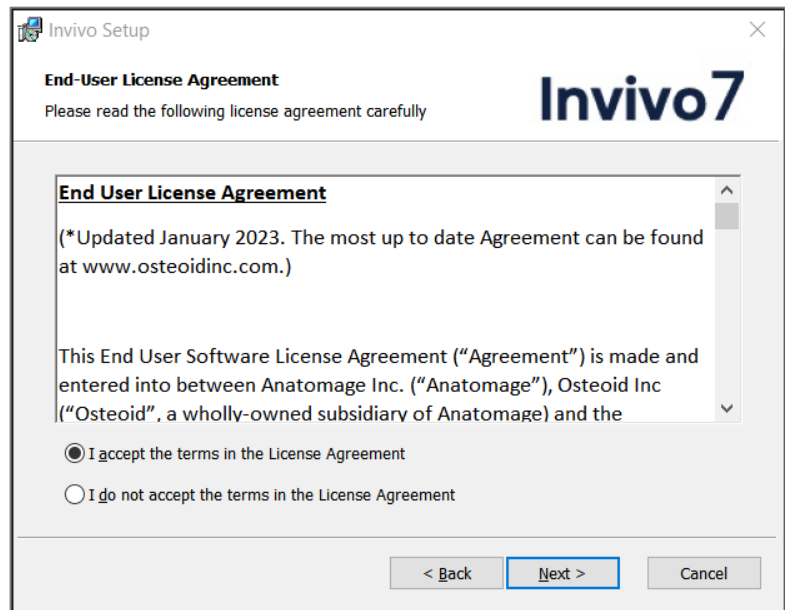 Invivo Setup
End-User License Agreement
Please read the following license agreement carefully
Invivo7
End User License Agreement
(*Updated January 2023. The most up to date Agreement can be found
at www.osteoidinc.com.)
This End User Software License Agreement (“Agreement”) is made and
entered into between Anatomage Inc. (“Anatomage”), Osteoid Inc
(“Osteoid”, a wholly-owned subsidiary of Anatomage) and the
I accept the terms in the License Agreement
I do not accept the terms in the License Agreement
< Back
Next >
Cancel